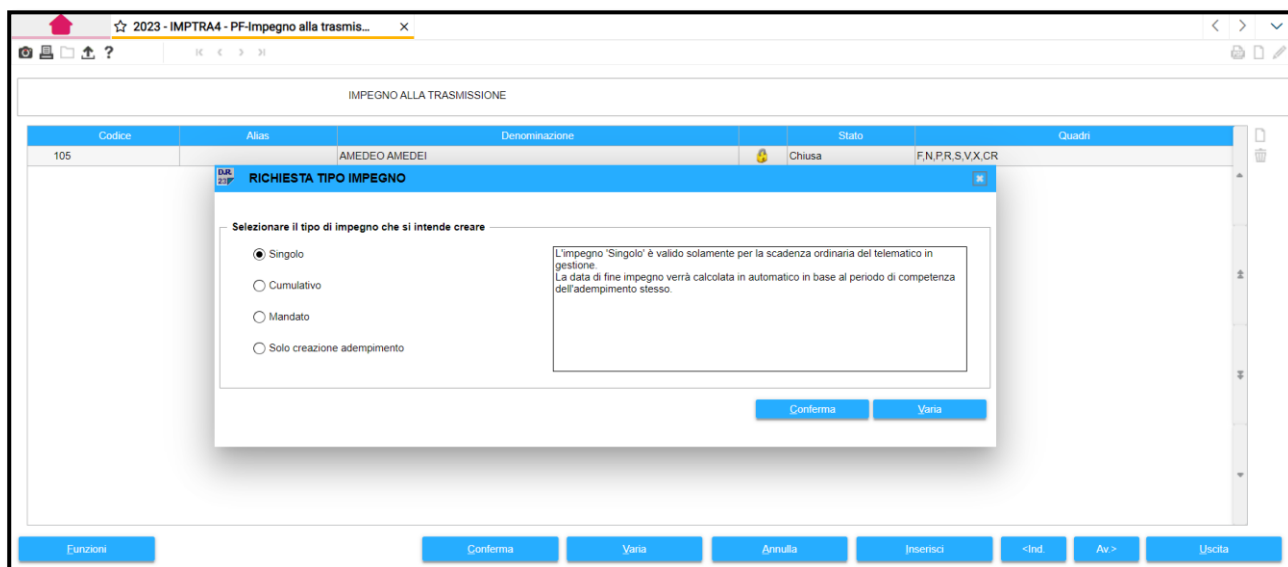 2023 - IMPTRA4 - PF-Impegno alla trasmis...
?
IMPEGNO ALLA TRASMISSIONE
Codice Alias Denominazione Stato Quadri
105 AMEDEO AMEDEI Chiusa F,N,P,R,S,V,X,CR
D.R. 23PF RICHIESTA TIPO IMPEGNO
Selezionare il tipo di impegno che si intende creare
Singolo
Cumulativo
Mandato
Solo creazione adempimento
L'impegno 'Singolo' è valido solamente per la scadenza ordinaria del telematico in
gestione.
La data di fine impegno verrà calcolata in automatico in base al periodo di competenza
dell'adempimento stesso.
Conferma Varia
Funzioni Conferma Varia Annulla Inserisci <Ind. Av.> Uscita